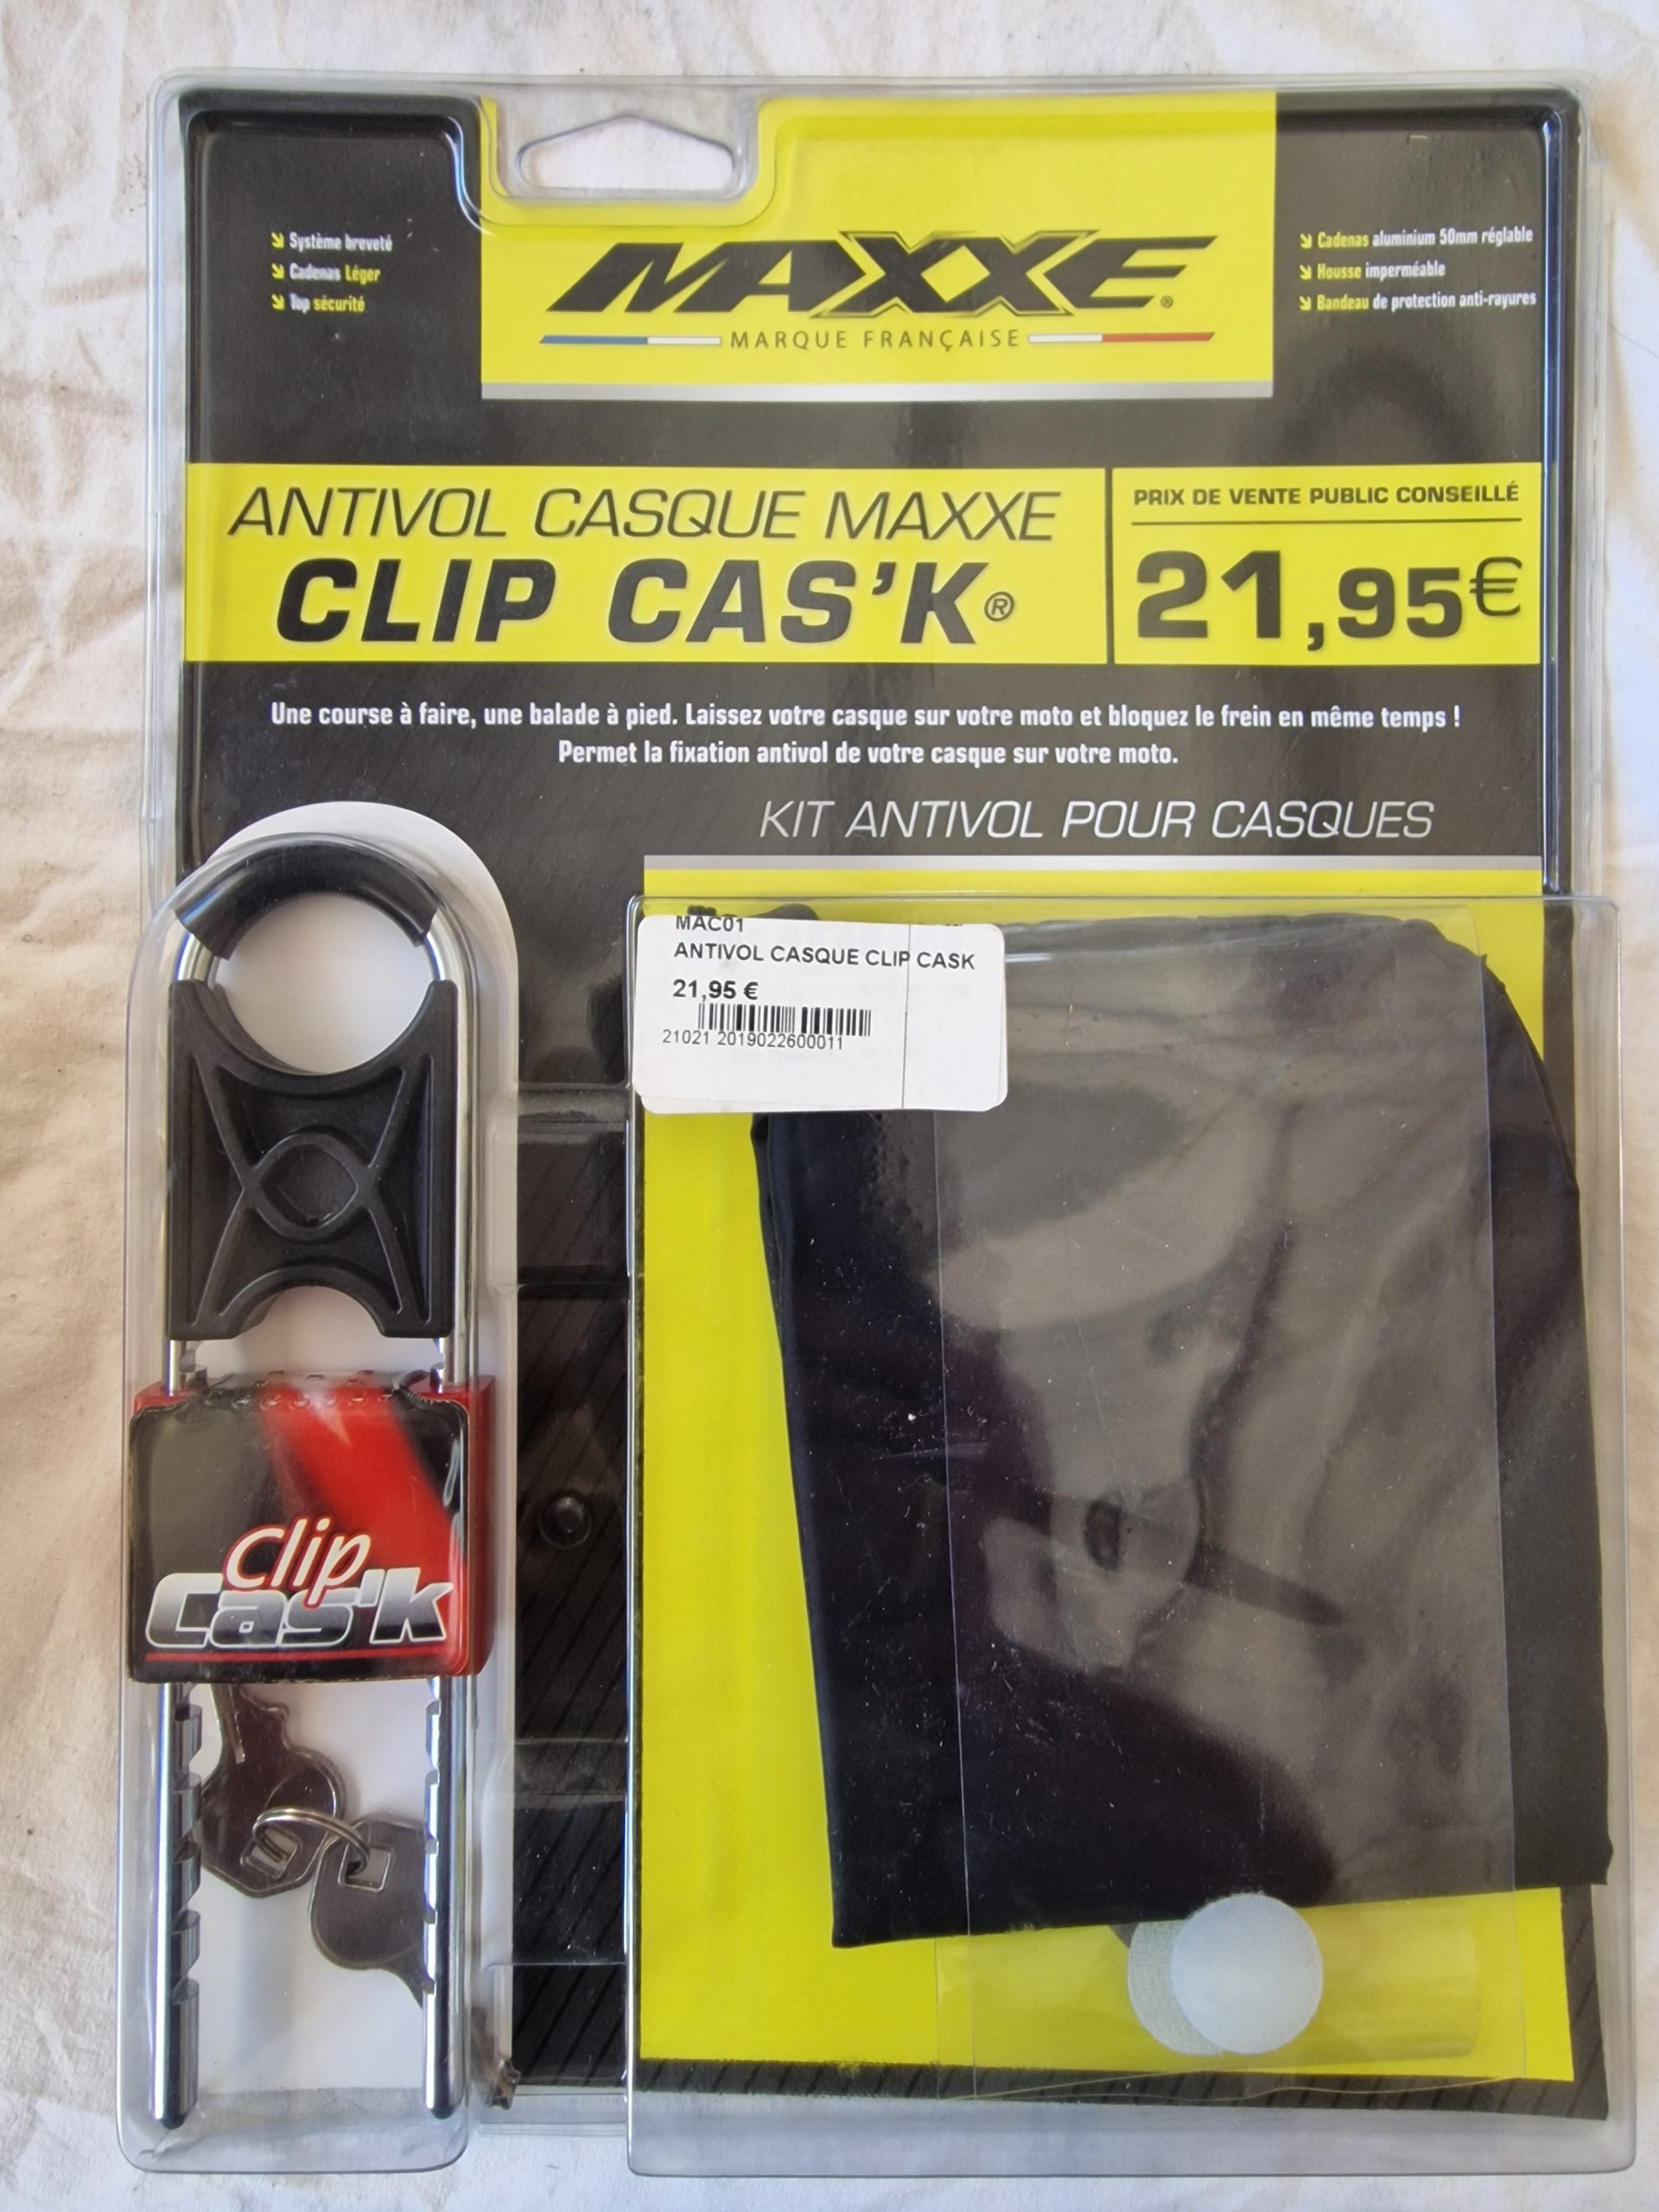 Système breveté
Cadenas Léger
Top sécurité
MAXXE®
MARQUE FRANÇAISE
Cadenas aluminium 50mm réglable
Housse imperméable
Bandeau de protection anti-rayures
ANTIVOL CASQUE MAXXE
CLIP CAS'K®
PRIX DE VENTE PUBLIC CONSEILLÉ
21,95€
Une course à faire, une balade à pied. Laissez votre casque sur votre moto et bloquez le frein en même temps !
Permet la fixation antivol de votre casque sur votre moto.
KIT ANTIVOL POUR CASQUES
MAC01
ANTIVOL CASQUE CLIP CASK
21,95 €
21021 2019022600011
clip
Cas'k